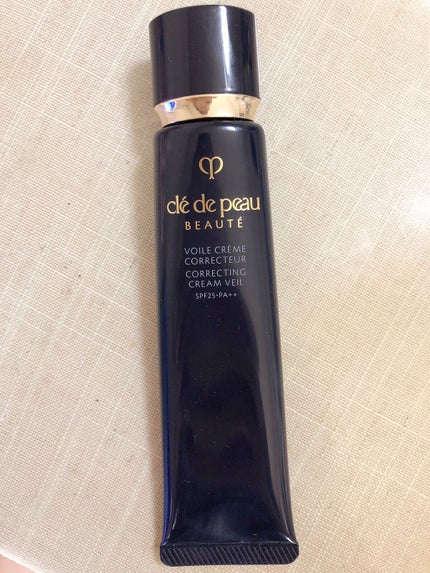 clé de peau
BEAUTÉ
VOILE CRÈME
CORRECTEUR
CORRECTING
CREAM VEIL
SPF25・PA++